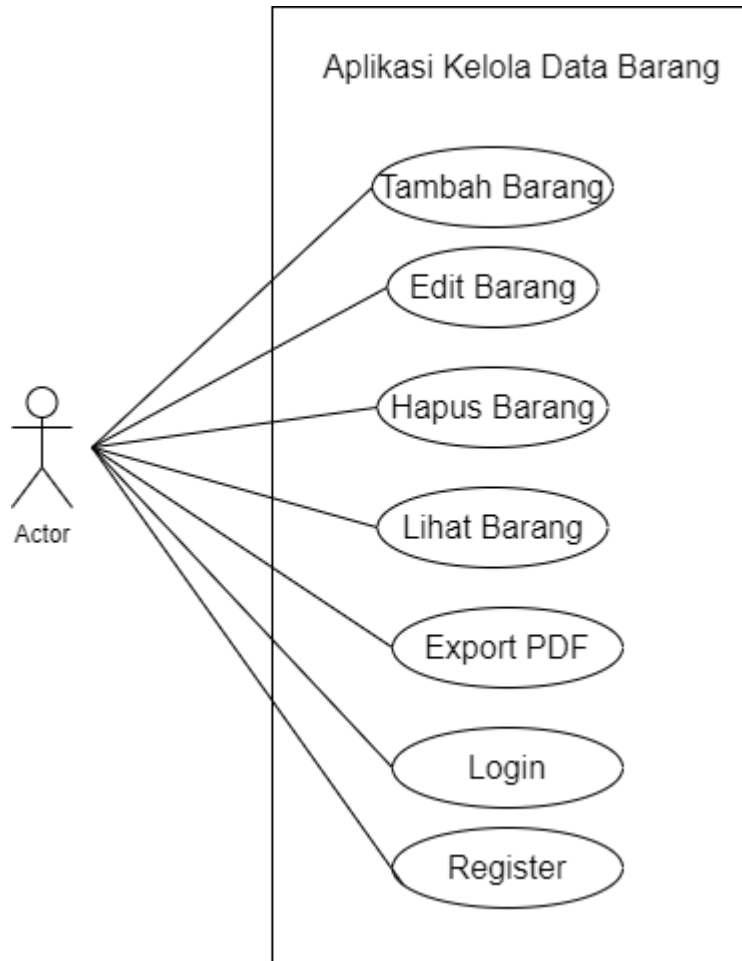 Aplikasi Kelola Data Barang
Tambah Barang
Edit Barang
Hapus Barang
Lihat Barang
Actor
Export PDF
Login
Register